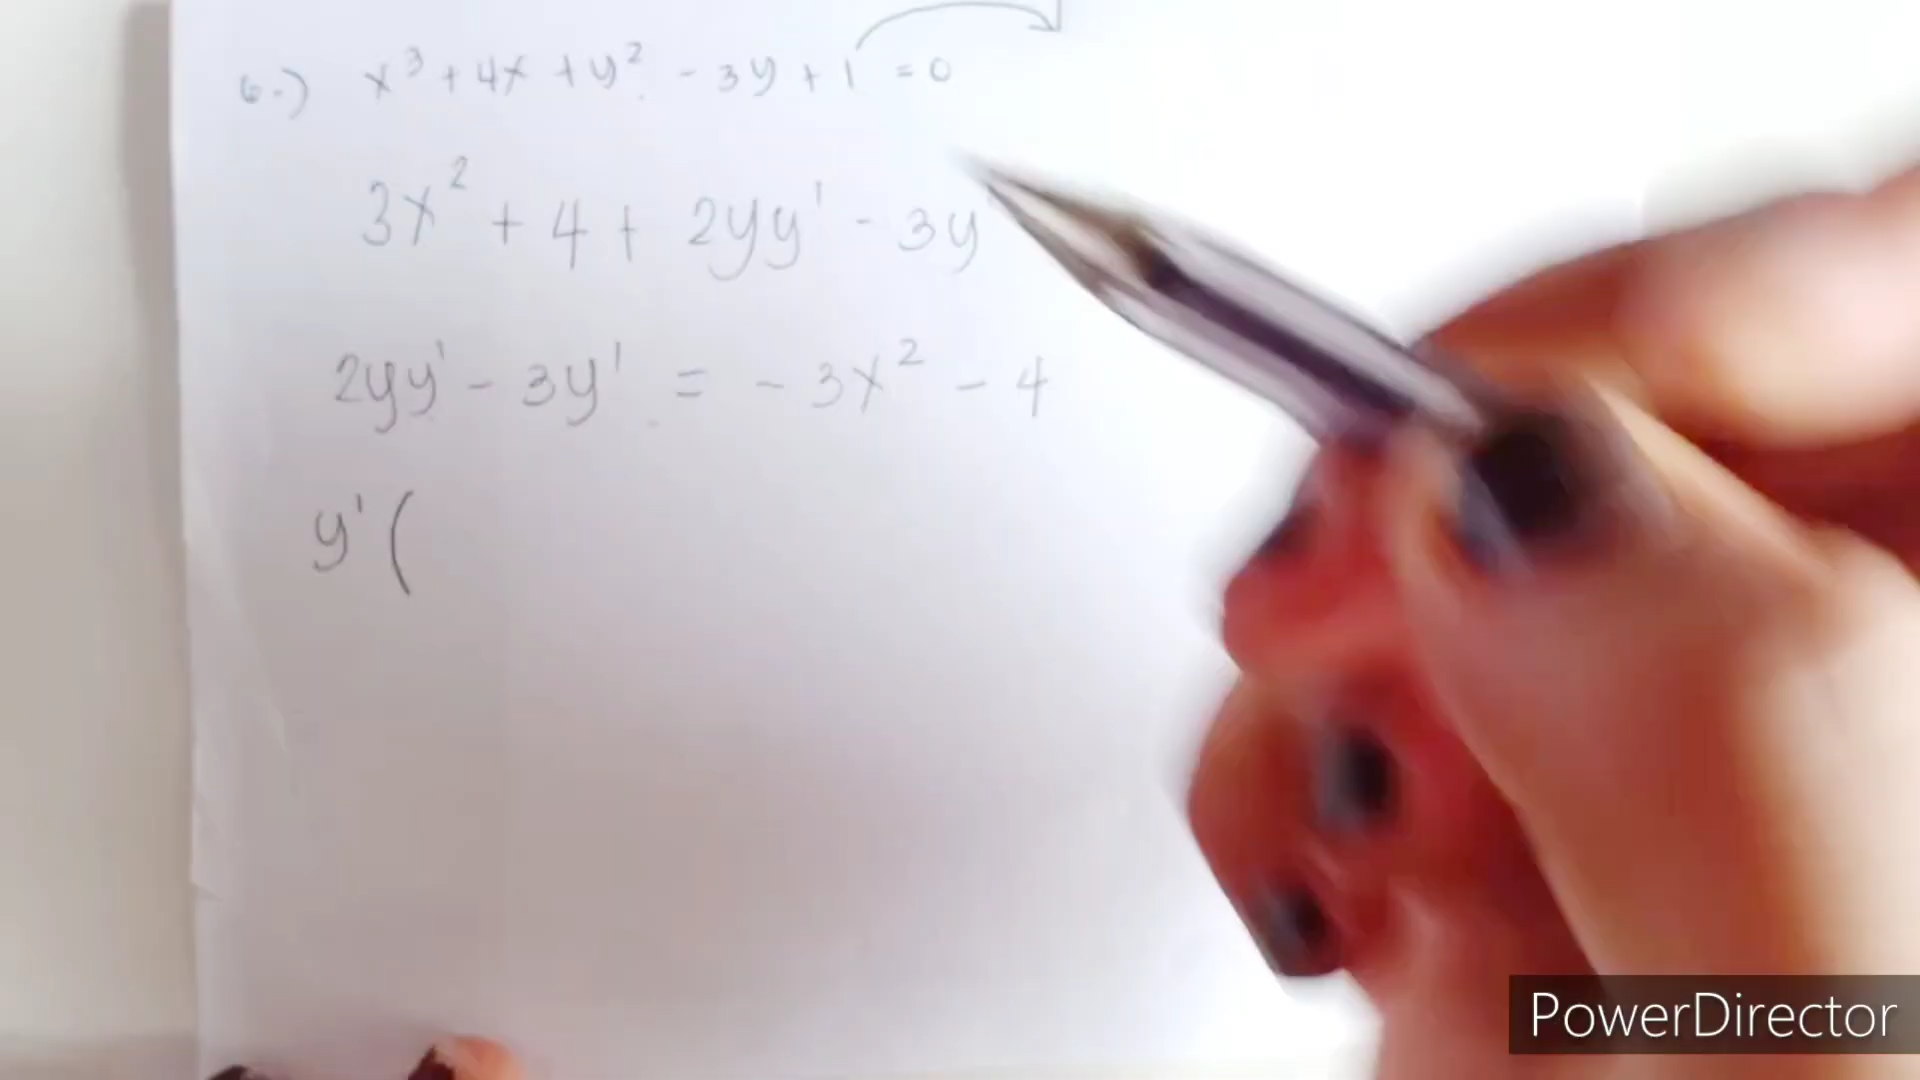 6.) x³ + 4x + y² - 3y + 1 = 0
3x² + 4 + 2yy' - 3y'
2yy' - 3y' = - 3x² - 4
y' (
PowerDirector